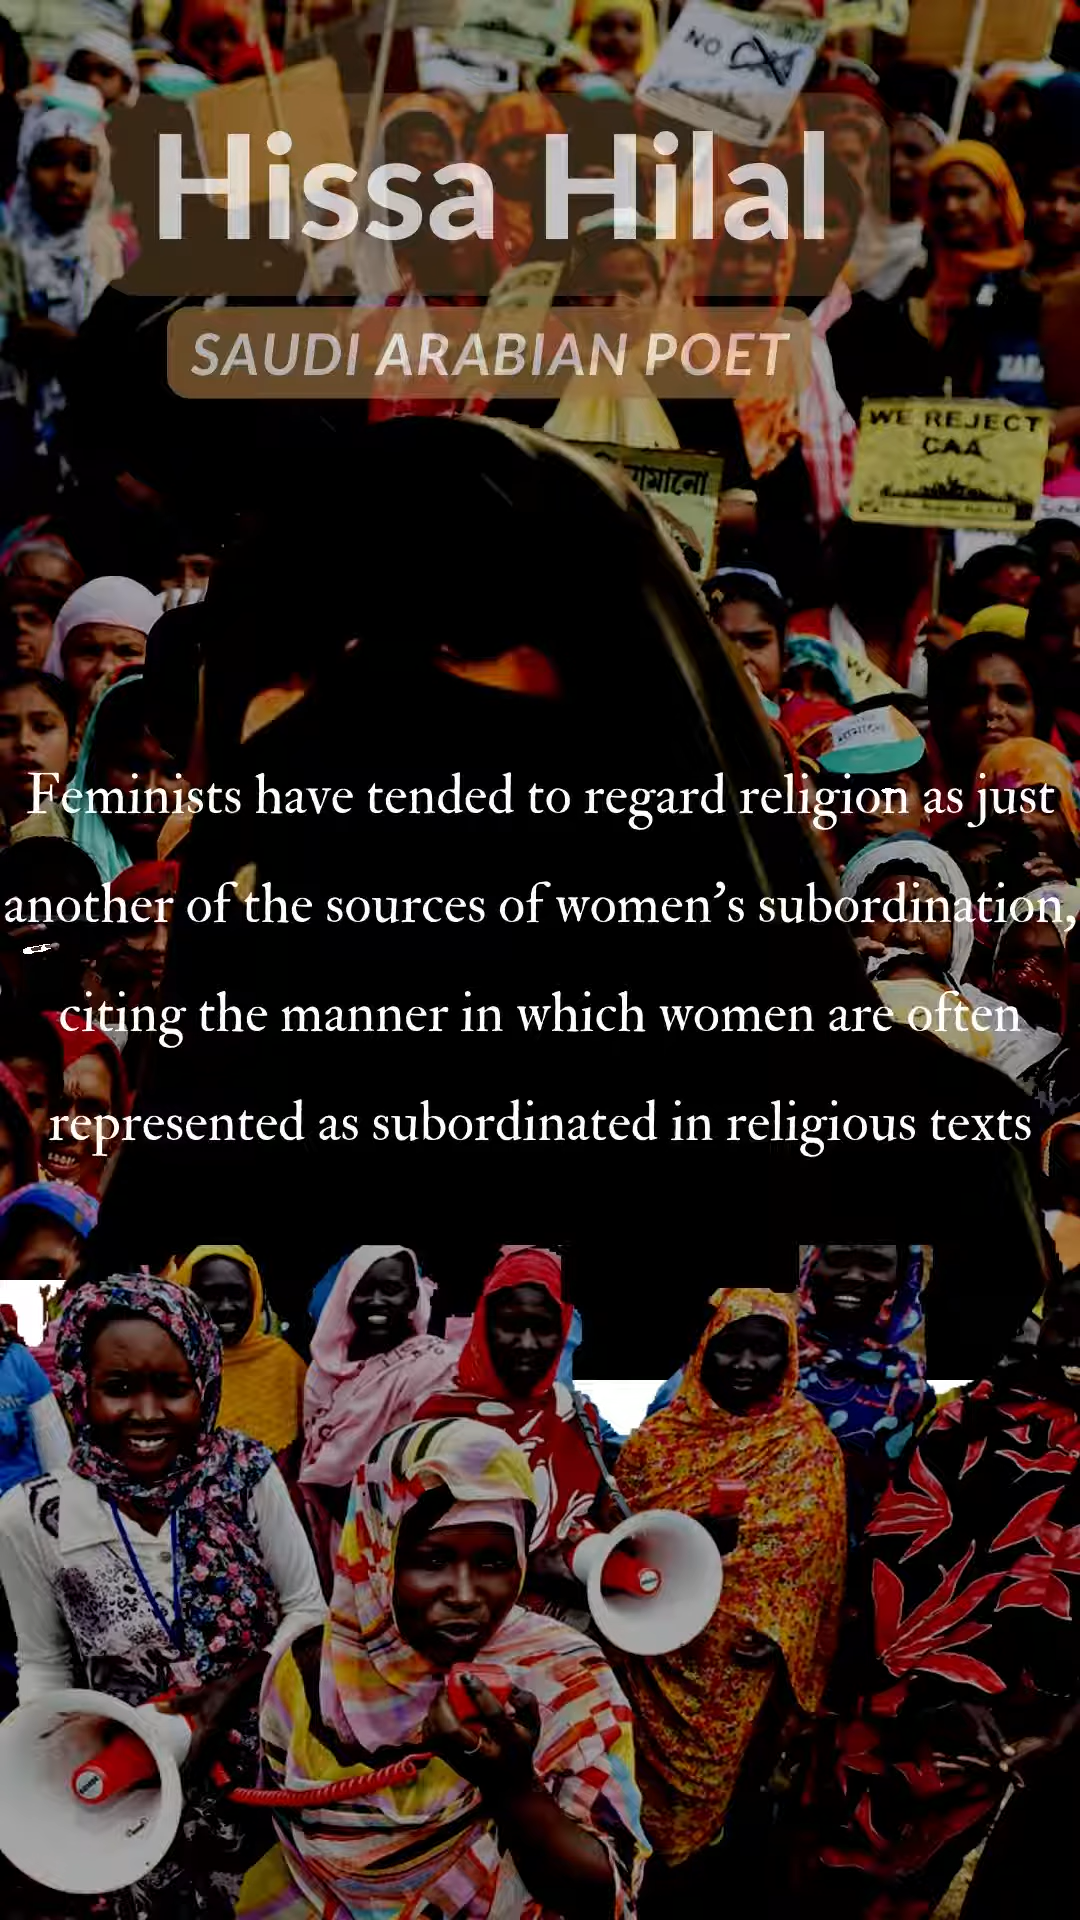 NO
Hissa Hilal
SAUDI ARABIAN POET
WE REJECT
CAA
Feminists have tended to regard religion as just
another of the sources of women’s subordination,
citing the manner in which women are often
represented as subordinated in religious texts